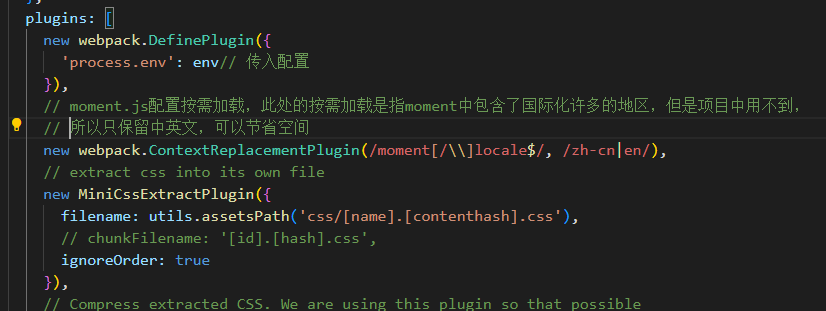 },
plugins: [
new webpack.DefinePlugin({
'process.env': env// 传入配置
}),
// moment.js配置按需加载，此处的按需加载是指moment中包含了国际化许多的地区，但是项目中用不到，
// 所以只保留中英文，可以节省空间
new webpack.ContextReplacementPlugin(/moment[/\\]locale$/, /zh-cn|en/),
// extract css into its own file
new MiniCssExtractPlugin({
filename: utils.assetsPath('css/[name].[contenthash].css'),
// chunkFilename: '[id].[hash].css',
ignoreOrder: true
}),
// Compress extracted CSS. We are using this plugin so that possible